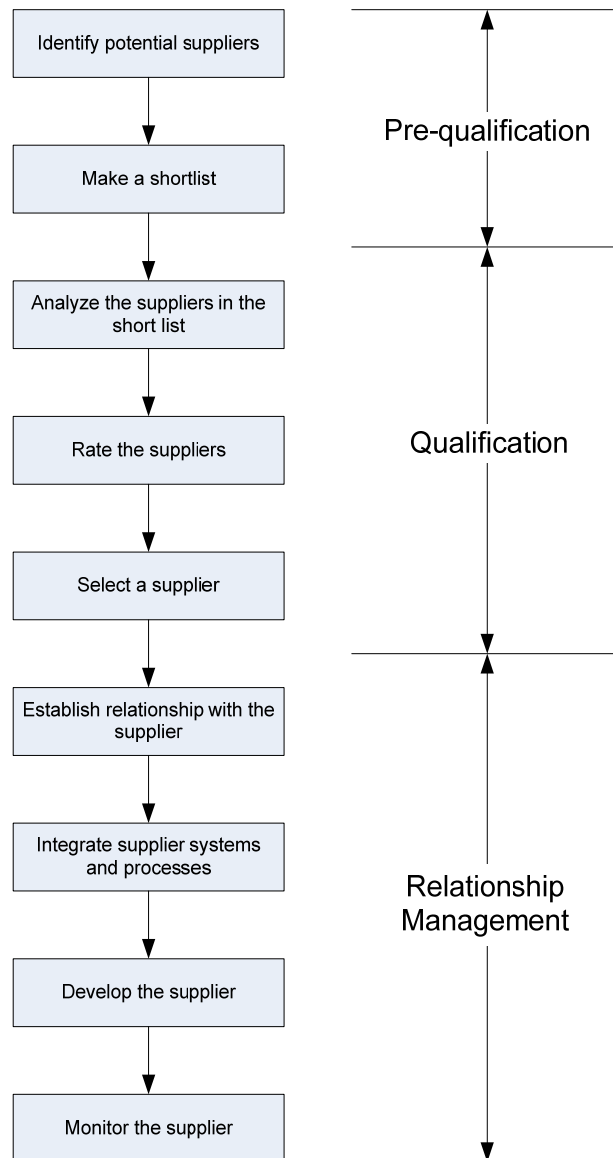 Identify potential suppliers
Make a shortlist
Analyze the suppliers in the
short list
Rate the suppliers
Select a supplier
Establish relationship with the
supplier
Integrate supplier systems
and processes
Develop the supplier
Monitor the supplier
Pre-qualification
Qualification
Relationship
Management